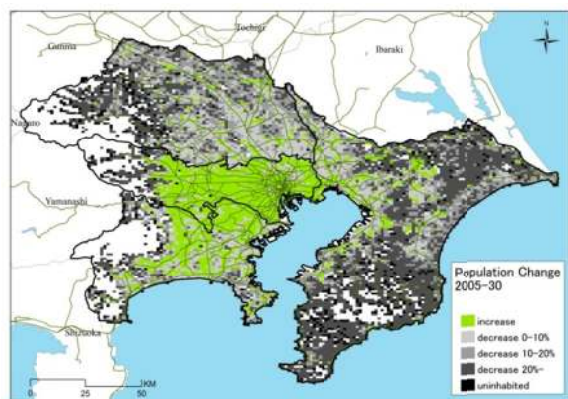 Tochigi
N
Gunma
Ibaraki
Nagano
Yamanashi
Shizuoka
Population Change
2005-30
increase
decrease 0-10%
decrease 10-20%
decrease 20%-
uninhabited
KM
0
25
50